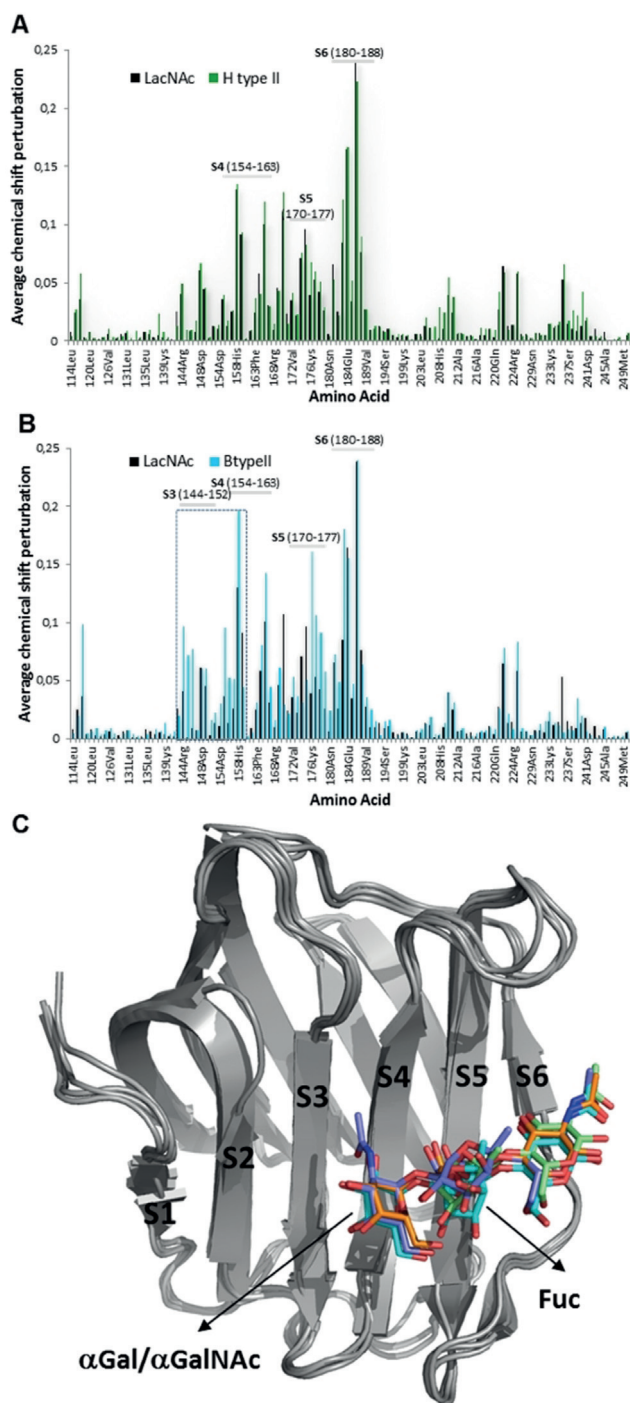 A
Average chemical shift perturbation
0,25
0,2
0,15
0,1
0,05
0
LacNAc H type II
S6 (180-188)
S4 (154-163)
S5
(170-177)
114Leu 120Leu 126Val 131Leu 135Leu 139Lys 144Arg 148Asp 154Asp 158His 163Phe 168Arg 172Val 176Lys 180Asn 184Glu 189Val 194Ser 199Lys 203Leu 208His 212Ala 216Ala 220Gln 224Arg 229Asn 233Lys 237Ser 241Asp 245Ala 249Met
Amino Acid
B
Average chemical shift perturbation
0,25
0,2
0,15
0,1
0,05
0
LacNAc BtypeII
S6 (180-188)
S4 (154-163)
S3 (144-152)
S5 (170-177)
114Leu 120Leu 126Val 131Leu 135Leu 139Lys 144Arg 148Asp 154Asp 158His 163Phe 168Arg 172Val 176Lys 180Asn 184Glu 189Val 194Ser 199Lys 203Leu 208His 212Ala 216Ala 220Gln 224Arg 229Asn 233Lys 237Ser 241Asp 245Ala 249Met
Amino Acid
C
S1 S2 S3 S4 S5 S6
Fuc
αGal/αGalNAc